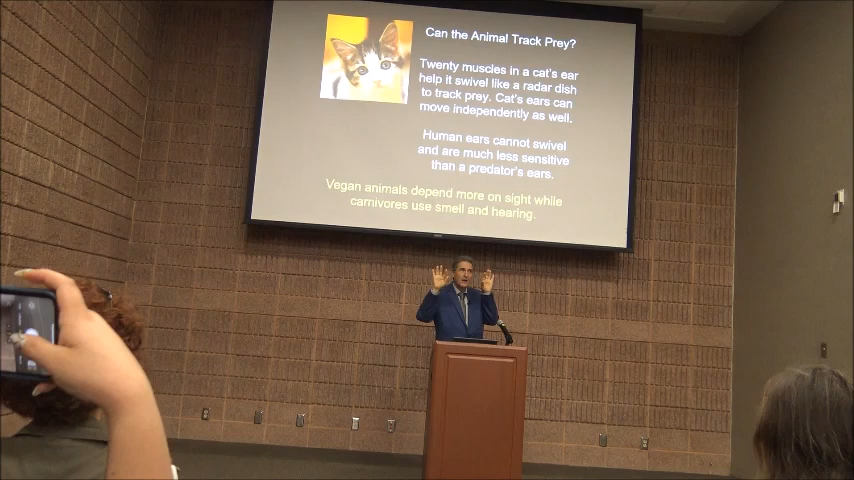 Can the Animal Track Prey?
Twenty muscles in a cat's ear
help it swivel like a radar dish
to track prey. Cat's ears can
move independently as well.
Human ears cannot swivel
and are much less sensitive
than a predator's ears.
Vegan animals depend more on sight while
carnivores use smell and hearing.